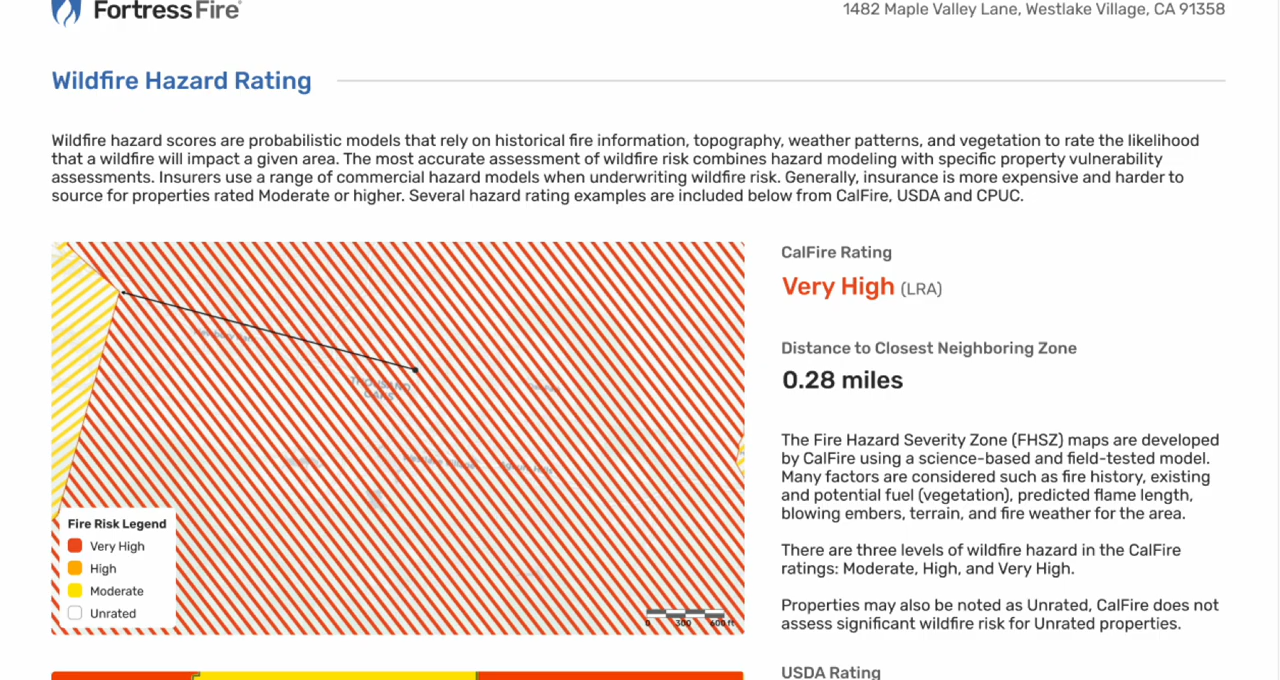 FortressFire
1482 Maple Valley Lane, Westlake Village, CA 91358
Wildfire Hazard Rating
Wildfire hazard scores are probabilistic models that rely on historical fire information, topography, weather patterns, and vegetation to rate the likelihood
that a wildfire will impact a given area. The most accurate assessment of wildfire risk combines hazard modeling with specific property vulnerability
assessments. Insurers use a range of commercial hazard models when underwriting wildfire risk. Generally, insurance is more expensive and harder to
source for properties rated Moderate or higher. Several hazard rating examples are included below from CalFire, USDA and CPUC.
THOUSAND
OAKS
Fire Risk Legend
Very High
High
Moderate
Unrated
0 300 600 ft
CalFire Rating
Very High (LRA)
Distance to Closest Neighboring Zone
0.28 miles
The Fire Hazard Severity Zone (FHSZ) maps are developed
by CalFire using a science-based and field-tested model.
Many factors are considered such as fire history, existing
and potential fuel (vegetation), predicted flame length,
blowing embers, terrain, and fire weather for the area.
There are three levels of wildfire hazard in the CalFire
ratings: Moderate, High, and Very High.
Properties may also be noted as Unrated, CalFire does not
assess significant wildfire risk for Unrated properties.
USDA Rating